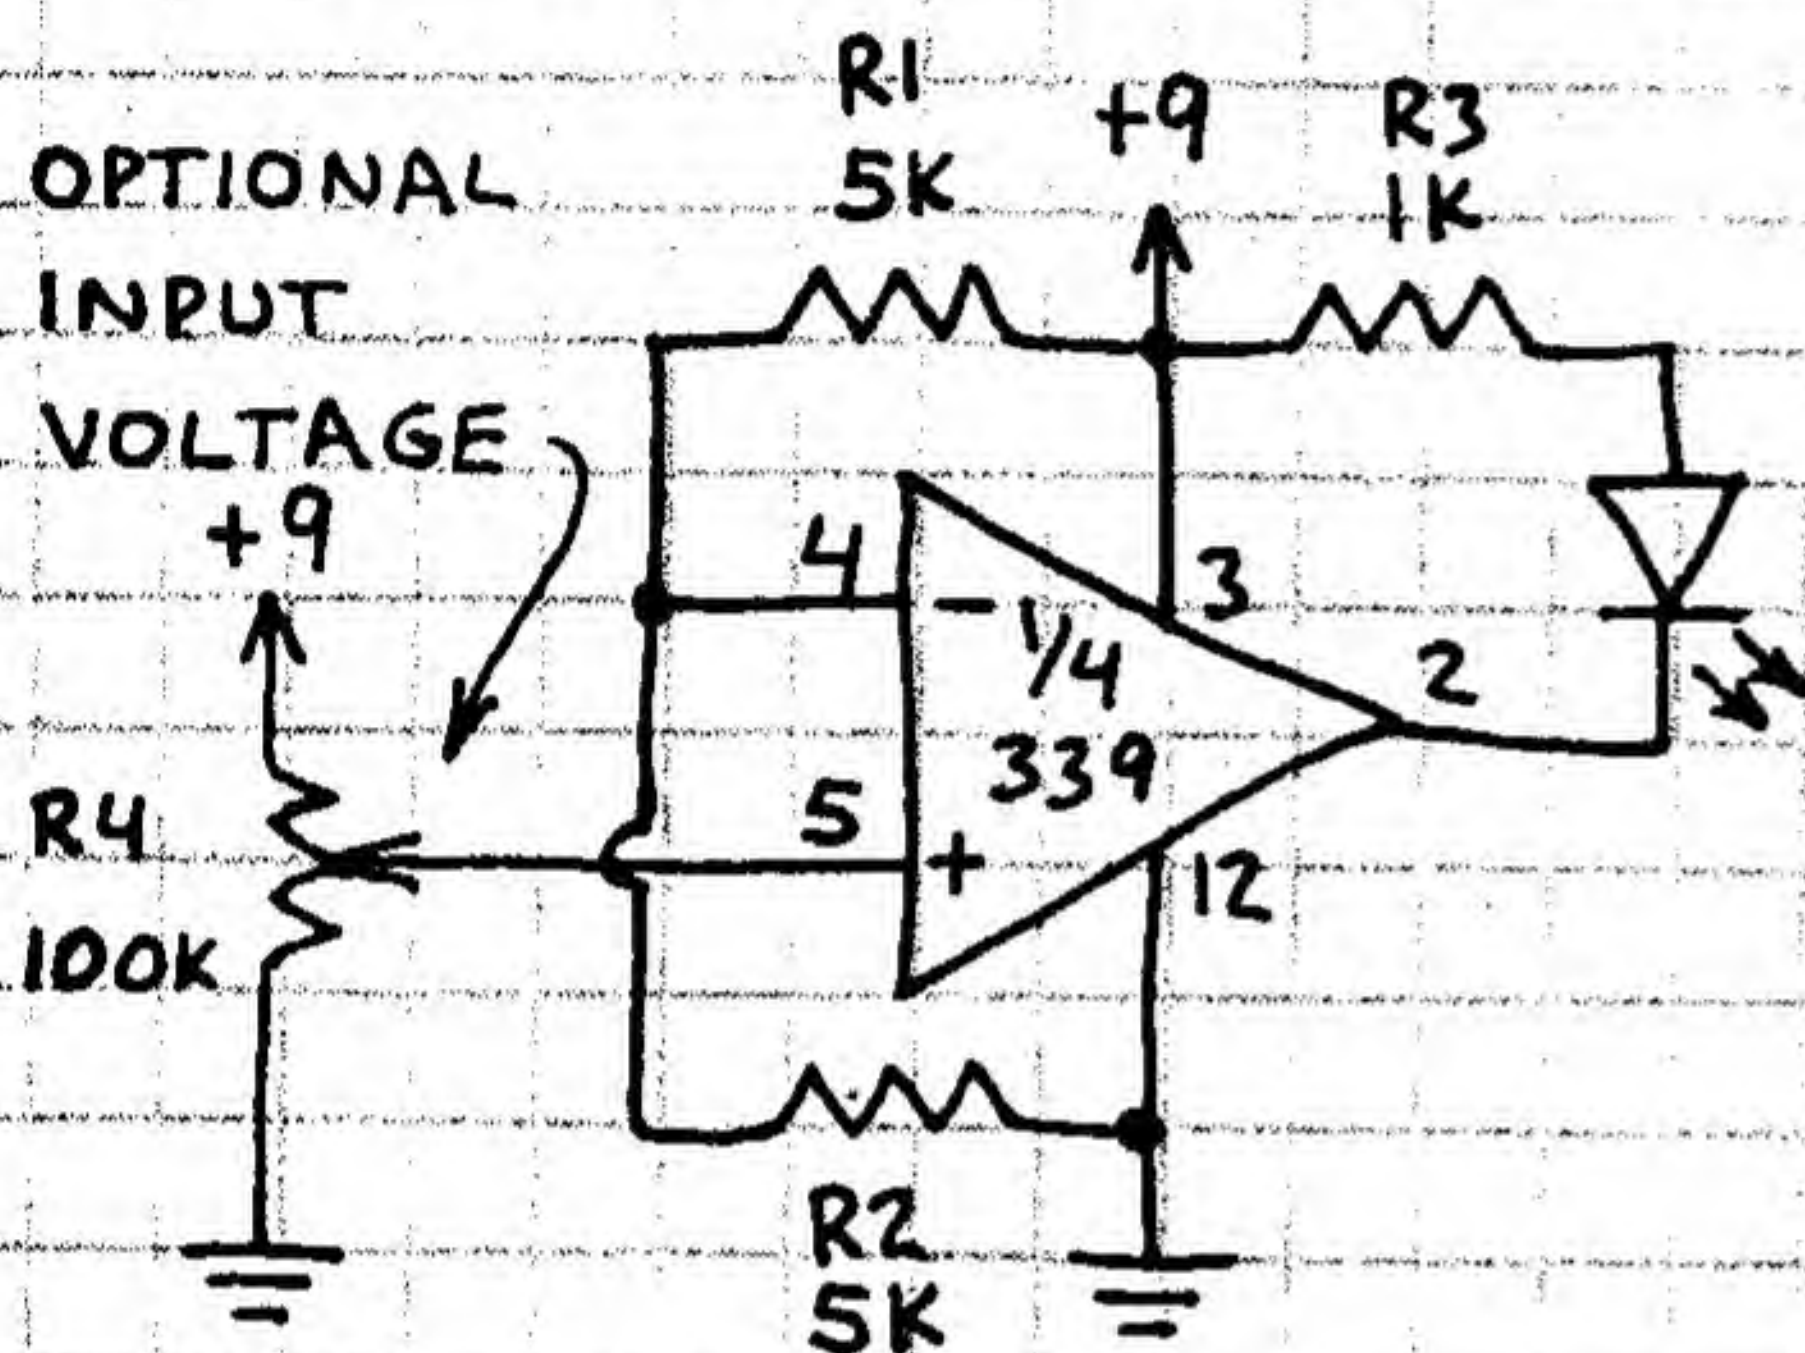 R1
5K
+9
R3
1K
OPTIONAL
INPUT
VOLTAGE
+9
4
-
1/4
339
3
2
R4
100K
5
+
12
R2
5K